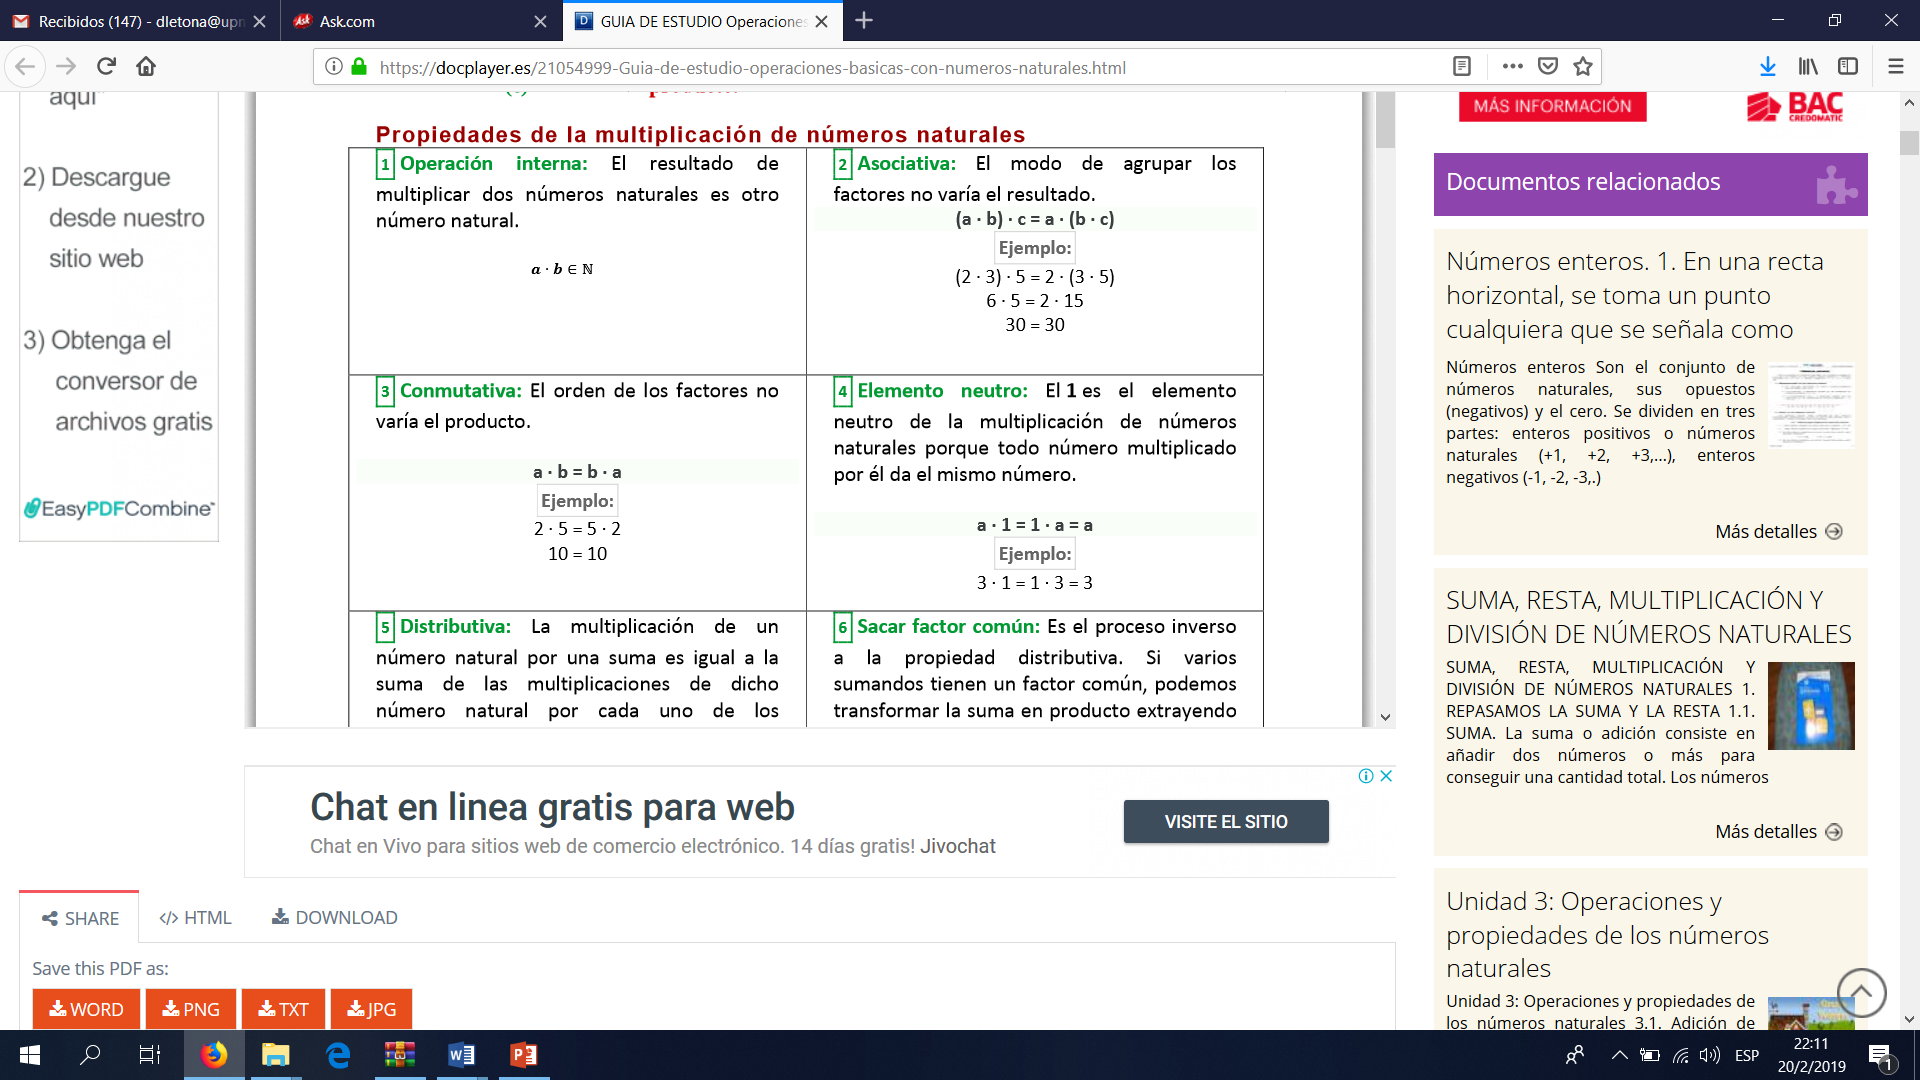 Recibidos (147) - dletona@upn
Ask.com
GUIA DE ESTUDIO Operaciones
https://docplayer.es/21054999-Guia-de-estudio-operaciones-basicas-con-numeros-naturales.html
aquí"
2) Descargue
desde nuestro
sitio web
3) Obtenga el
conversor de
archivos gratis
EasyPDFCombine™
Propiedades de la multiplicación de números naturales
1 Operación interna: El resultado de
multiplicar dos números naturales es otro
número natural.
a · b ∈ ℕ
2 Asociativa: El modo de agrupar los
factores no varía el resultado.
(a · b) · c = a · (b · c)
Ejemplo:
(2 · 3) · 5 = 2 · (3 · 5)
6 · 5 = 2 · 15
30 = 30
3 Conmutativa: El orden de los factores no
varía el producto.
a · b = b · a
Ejemplo:
2 · 5 = 5 · 2
10 = 10
4 Elemento neutro: El 1 es el elemento
neutro de la multiplicación de números
naturales porque todo número multiplicado
por él da el mismo número.
a · 1 = 1 · a = a
Ejemplo:
3 · 1 = 1 · 3 = 3
5 Distributiva: La multiplicación de un
número natural por una suma es igual a la
suma de las multiplicaciones de dicho
número natural por cada uno de los
6 Sacar factor común: Es el proceso inverso
a la propiedad distributiva. Si varios
sumandos tienen un factor común, podemos
transformar la suma en producto extrayendo
Chat en linea gratis para web
Chat en Vivo para sitios web de comercio electrónico. 14 días gratis! Jivochat
VISITE EL SITIO
SHARE
</> HTML
DOWNLOAD
Save this PDF as:
WORD
PNG
TXT
JPG
MÁS INFORMACIÓN
BAC
CREDOMATIC
Documentos relacionados
Números enteros. 1. En una recta
horizontal, se toma un punto
cualquiera que se señala como
Números enteros Son el conjunto de
números naturales, sus opuestos
(negativos) y el cero. Se dividen en tres
partes: enteros positivos o números
naturales (+1, +2, +3,...), enteros
negativos (-1, -2, -3,.)
Más detalles
SUMA, RESTA, MULTIPLICACIÓN Y
DIVISIÓN DE NÚMEROS NATURALES
SUMA, RESTA, MULTIPLICACIÓN Y
DIVISIÓN DE NÚMEROS NATURALES 1.
REPASAMOS LA SUMA Y LA RESTA 1.1.
SUMA. La suma o adición consiste en
añadir dos números o más para
conseguir una cantidad total. Los números
Más detalles
Unidad 3: Operaciones y
propiedades de los números
naturales
Unidad 3: Operaciones y propiedades de
los números naturales 3.1. Adición de
ESP
22:11
20/2/2019
1